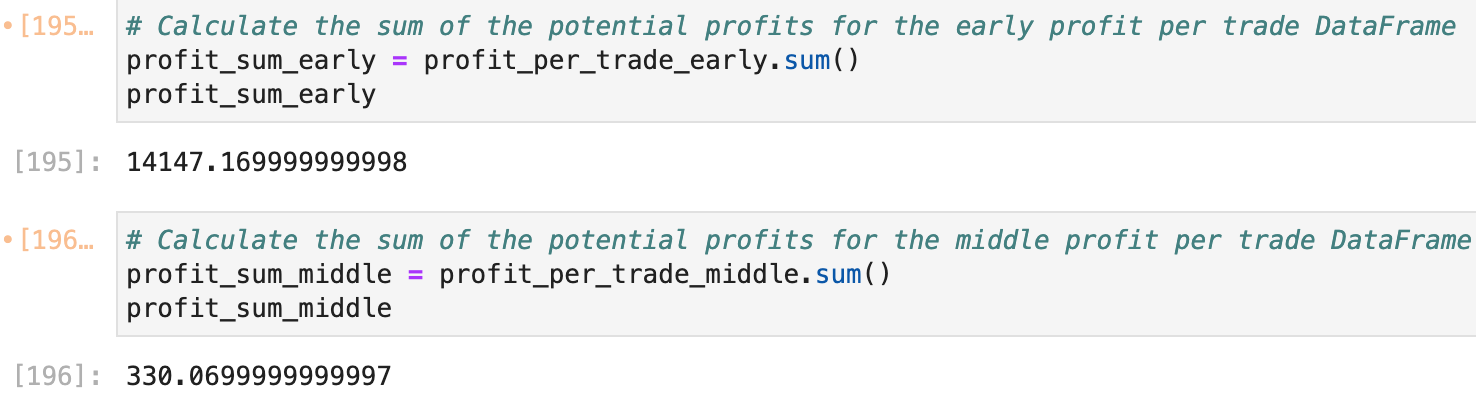 [195…
# Calculate the sum of the potential profits for the early profit per trade DataFrame
profit_sum_early = profit_per_trade_early.sum()
profit_sum_early
[195]: 14147.169999999998
[196…
# Calculate the sum of the potential profits for the middle profit per trade DataFrame
profit_sum_middle = profit_per_trade_middle.sum()
profit_sum_middle
[196]: 330.0699999999997